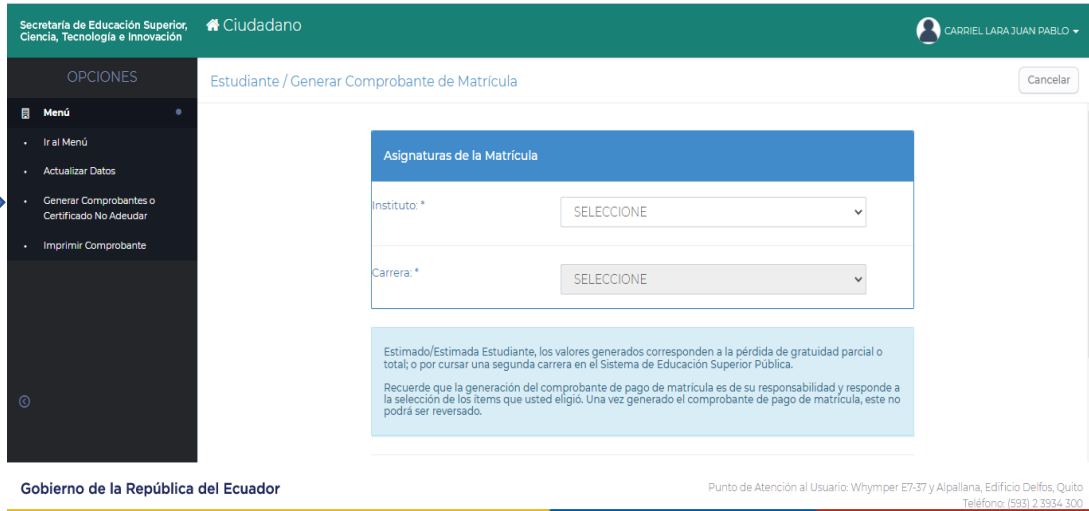 Secretaría de Educación Superior,
Ciencia, Tecnología e Innovación
Ciudadano
CARRIEL LARA JUAN PABLO
OPCIONES
Menú
Ir al Menú
Actualizar Datos
Generar Comprobantes o
Certificado No Adeudar
Imprimir Comprobante
Estudiante / Generar Comprobante de Matrícula
Cancelar
Asignaturas de la Matrícula
Instituto: *
SELECCIONE
Carrera: *
SELECCIONE
Estimado/Estimada Estudiante, los valores generados corresponden a la pérdida de gratuidad parcial o
total; o por cursar una segunda carrera en el Sistema de Educación Superior Pública.
Recuerde que la generación del comprobante de pago de matrícula es de su responsabilidad y responde a
la selección de los items que usted eligió. Una vez generado el comprobante de pago de matrícula, este no
podrá ser reversado.
Gobierno de la República del Ecuador
Punto de Atención al Usuario: Whymper E7-37 y Alpallana, Edificio Delfos, Quito
Teléfono: (593) 2 3934 300